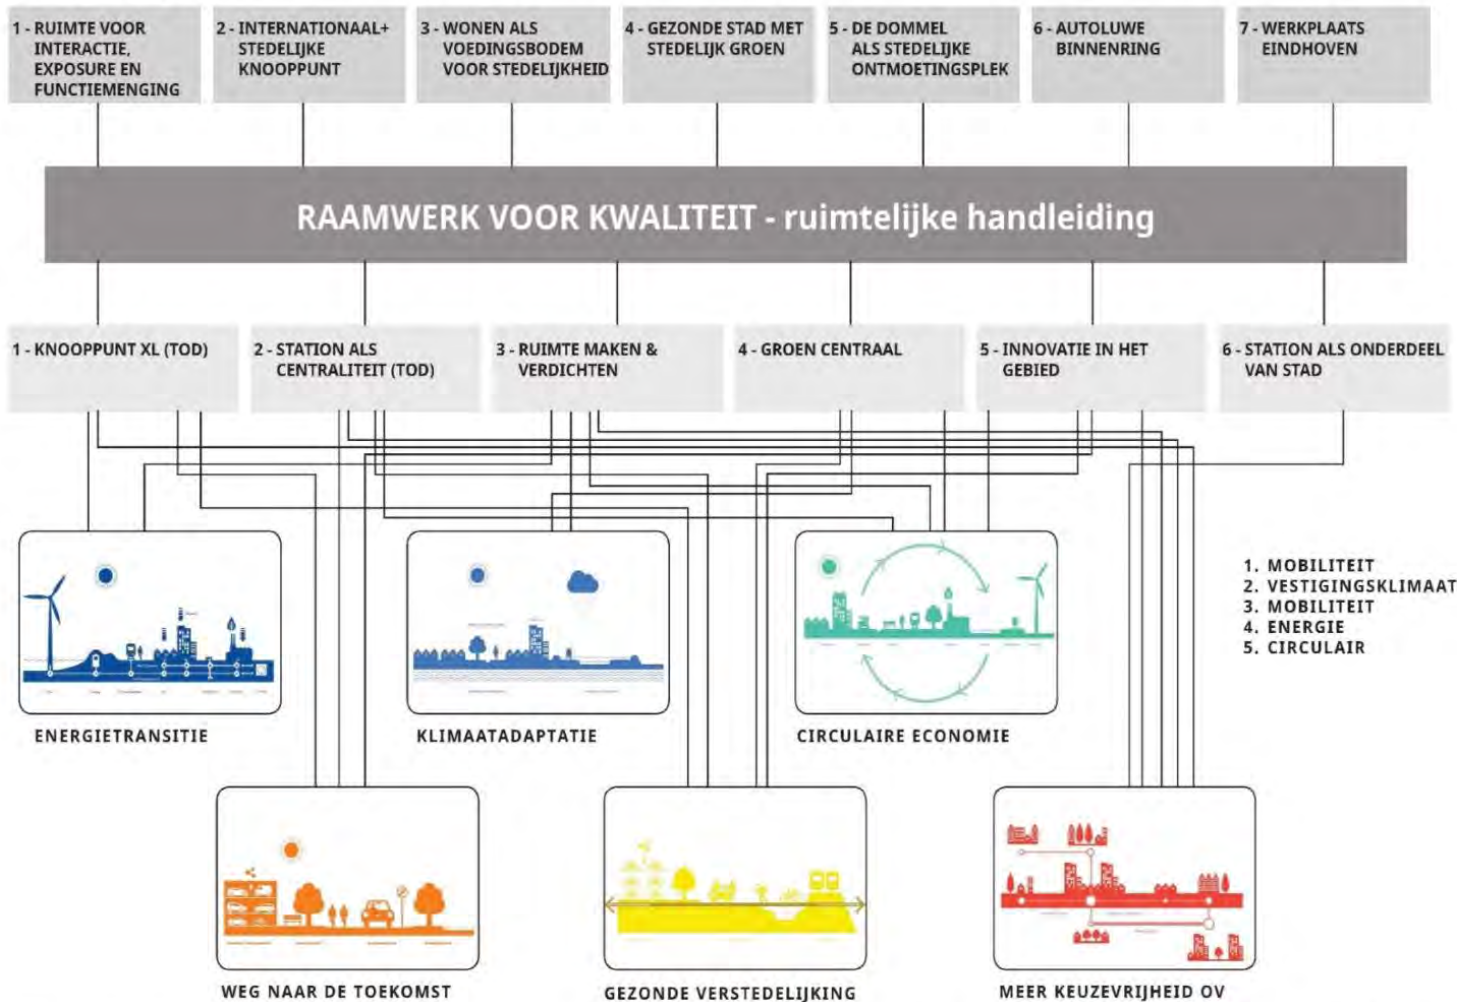 1 - RUIMTE VOOR
INTERACTIE,
EXPOSURE EN
FUNCTIEMENGING
2 - INTERNATIONAAL+
STEDELIJKE
KNOOPPUNT
3 - WONEN ALS
VOEDINGSBODEM
VOOR STEDELIJKHEID
4 - GEZONDE STAD MET
STEDELIJK GROEN
5 - DE DOMMEL
ALS STEDELIJKE
ONTMOETINGSPLEK
6 - AUTOLUWE
BINNENRING
7 - WERKPLAATS
EINDHOVEN
RAAMWERK VOOR KWALITEIT - ruimtelijke handleiding
1 - KNOOPPUNT XL (TOD)
2 - STATION ALS
CENTRALITEIT (TOD)
3 - RUIMTE MAKEN &
VERDICHTEN
4 - GROEN CENTRAAL
5 - INNOVATIE IN HET
GEBIED
6 - STATION ALS ONDERDEEL
VAN STAD
1. MOBILITEIT
2. VESTIGINGSKLIMAAT
3. MOBILITEIT
4. ENERGIE
5. CIRCULAIR
ENERGIETRANSITIE
KLIMAATADAPTATIE
CIRCULAIRE ECONOMIE
WEG NAAR DE TOEKOMST
GEZONDE VERSTEDELIJKING
MEER KEUZEVRIJHEID OV